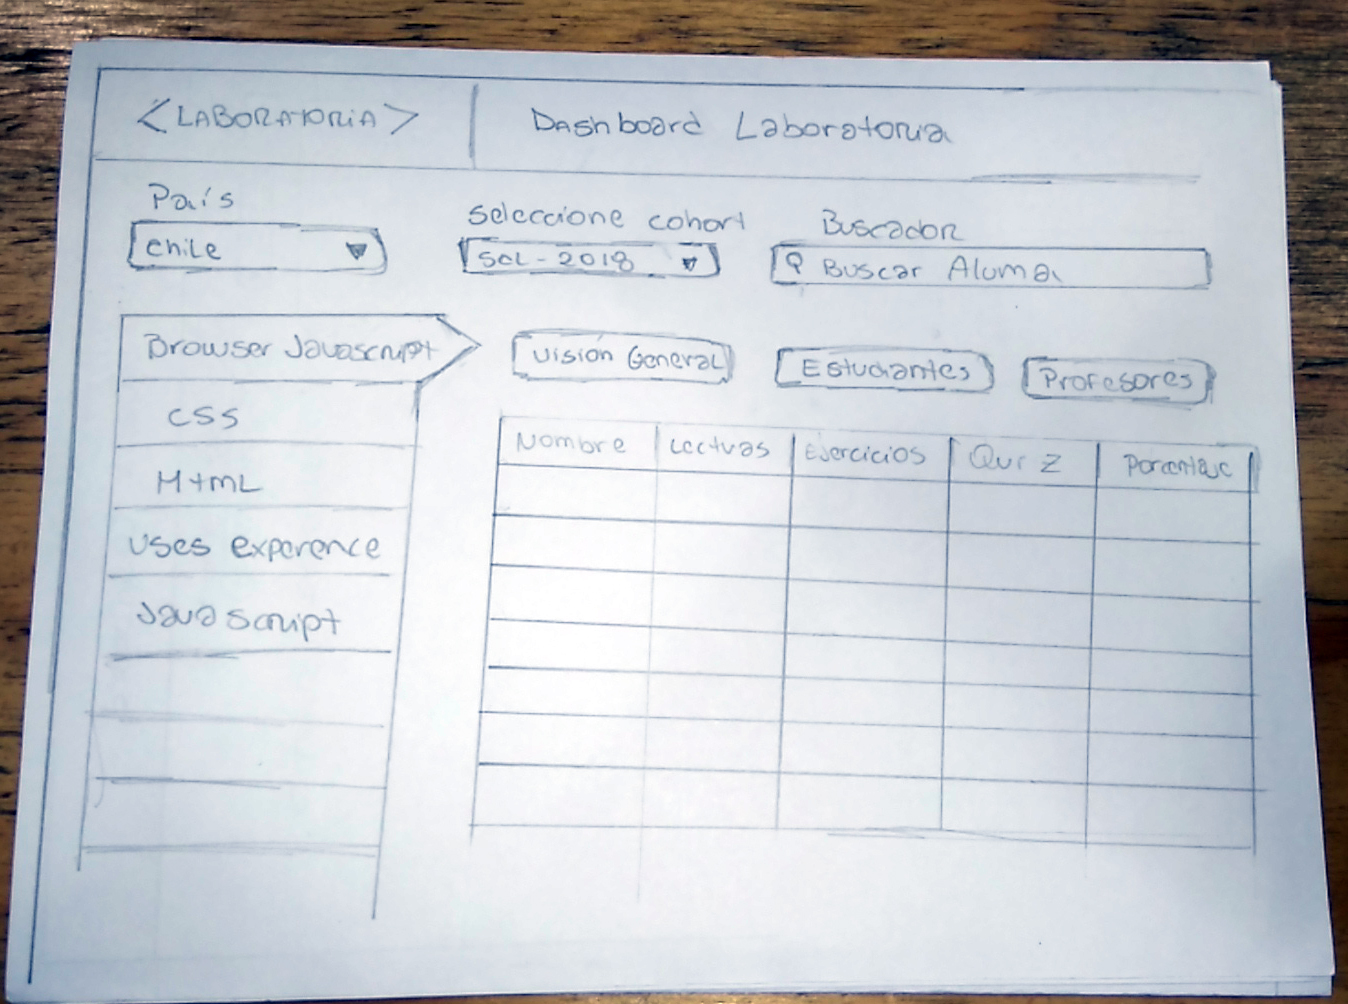 <LABORATORIA>
Dashboard Laboratoria
País
Seleccione cohort
Buscador
Chile
SCL-2018
Buscar Alumna
Browser Javascript
Visión General
Estudiantes
Profesores
CSS
HtmL
Uses experence
JavaScript
Nombre
Lectuas
Ejercicios
Quiz
Porcentaje